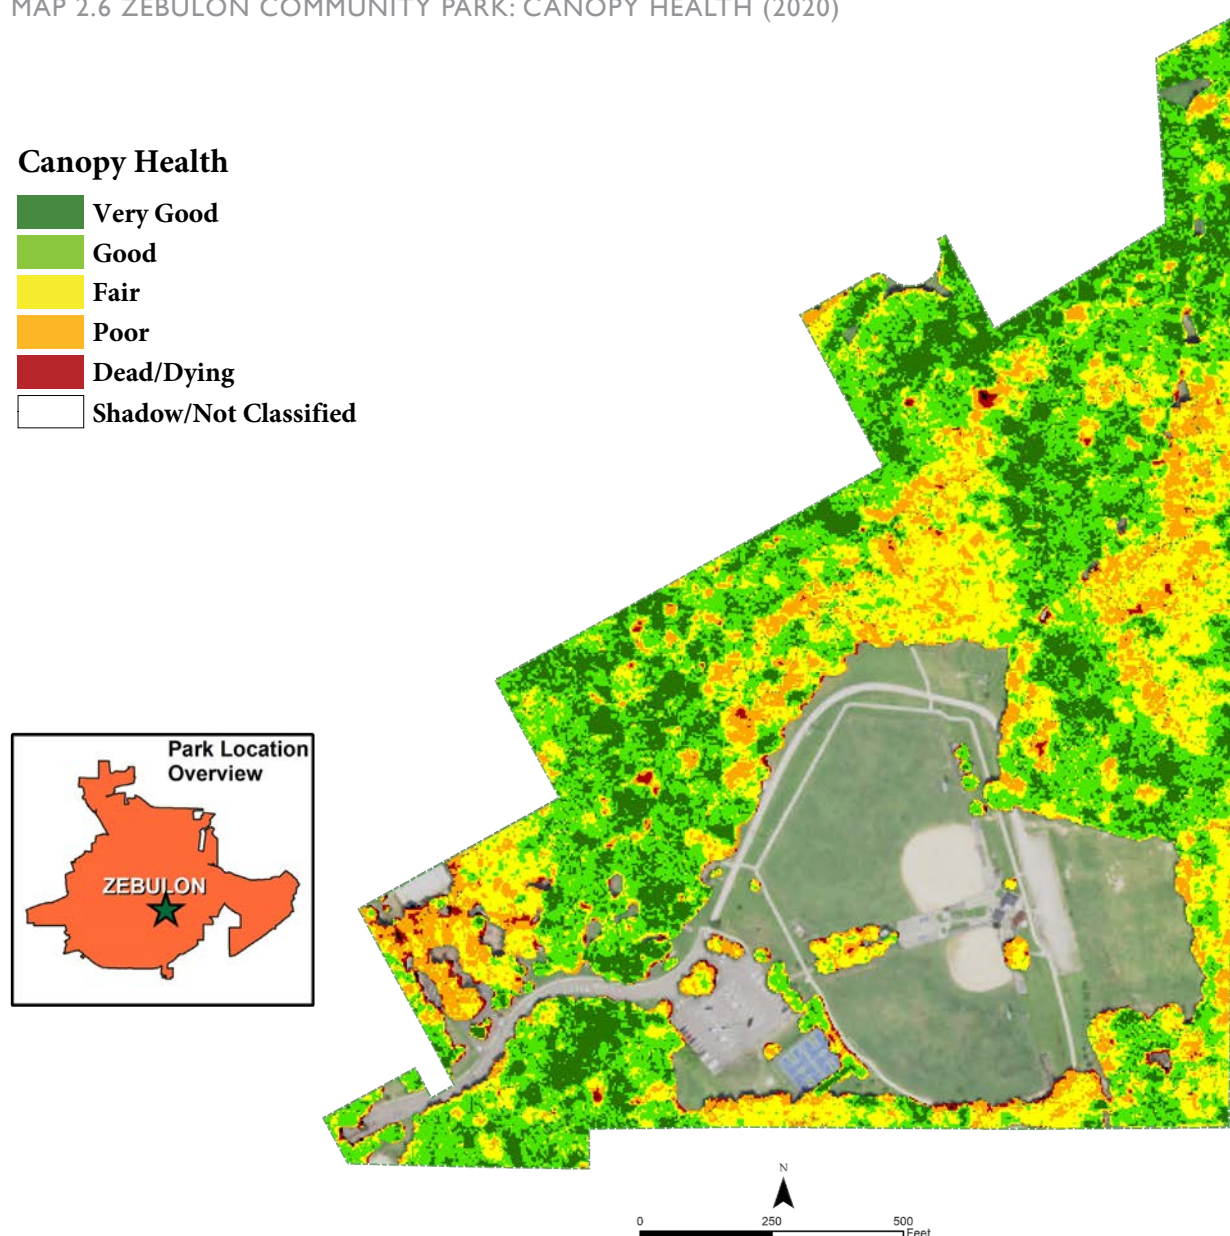 MAP 2.6 ZEBULON COMMUNITY PARK: CANOPY HEALTH (2020)
Canopy Health
Very Good
Good
Fair
Poor
Dead/Dying
Shadow/Not Classified
Park Location
Overview
ZEBULON
N
0 250 500
Feet